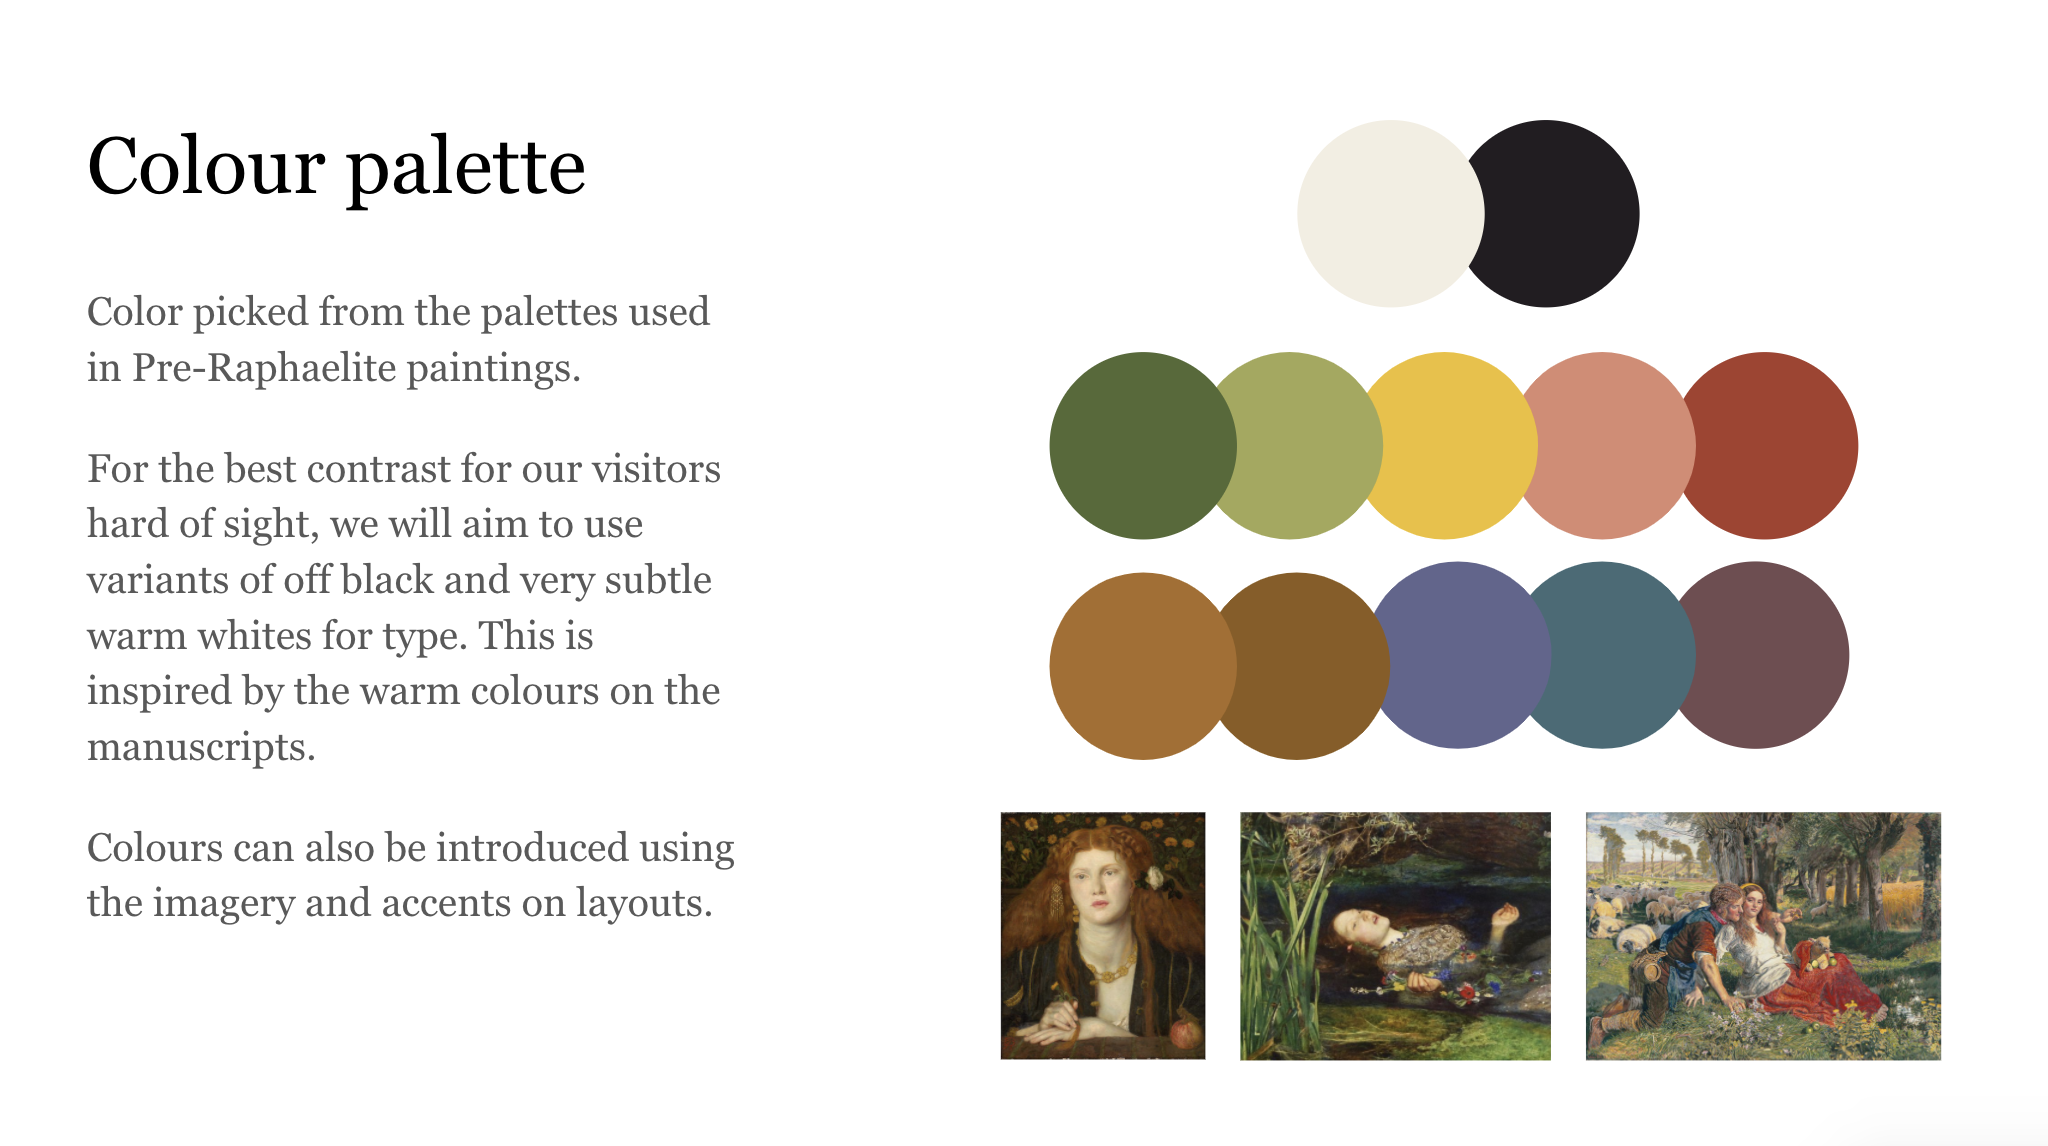 Colour palette
Color picked from the palettes used
in Pre-Raphaelite paintings.
For the best contrast for our visitors
hard of sight, we will aim to use
variants of off black and very subtle
warm whites for type. This is
inspired by the warm colours on the
manuscripts.
Colours can also be introduced using
the imagery and accents on layouts.